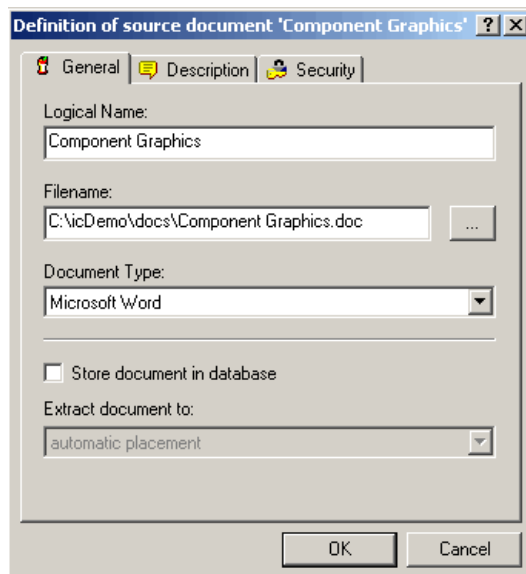 Definition of source document 'Component Graphics' ? X
General Description Security
Logical Name:
Component Graphics
Filename:
C:\icDemo\docs\Component Graphics.doc ...
Document Type:
Microsoft Word
Store document in database
Extract document to:
automatic placement
OK Cancel